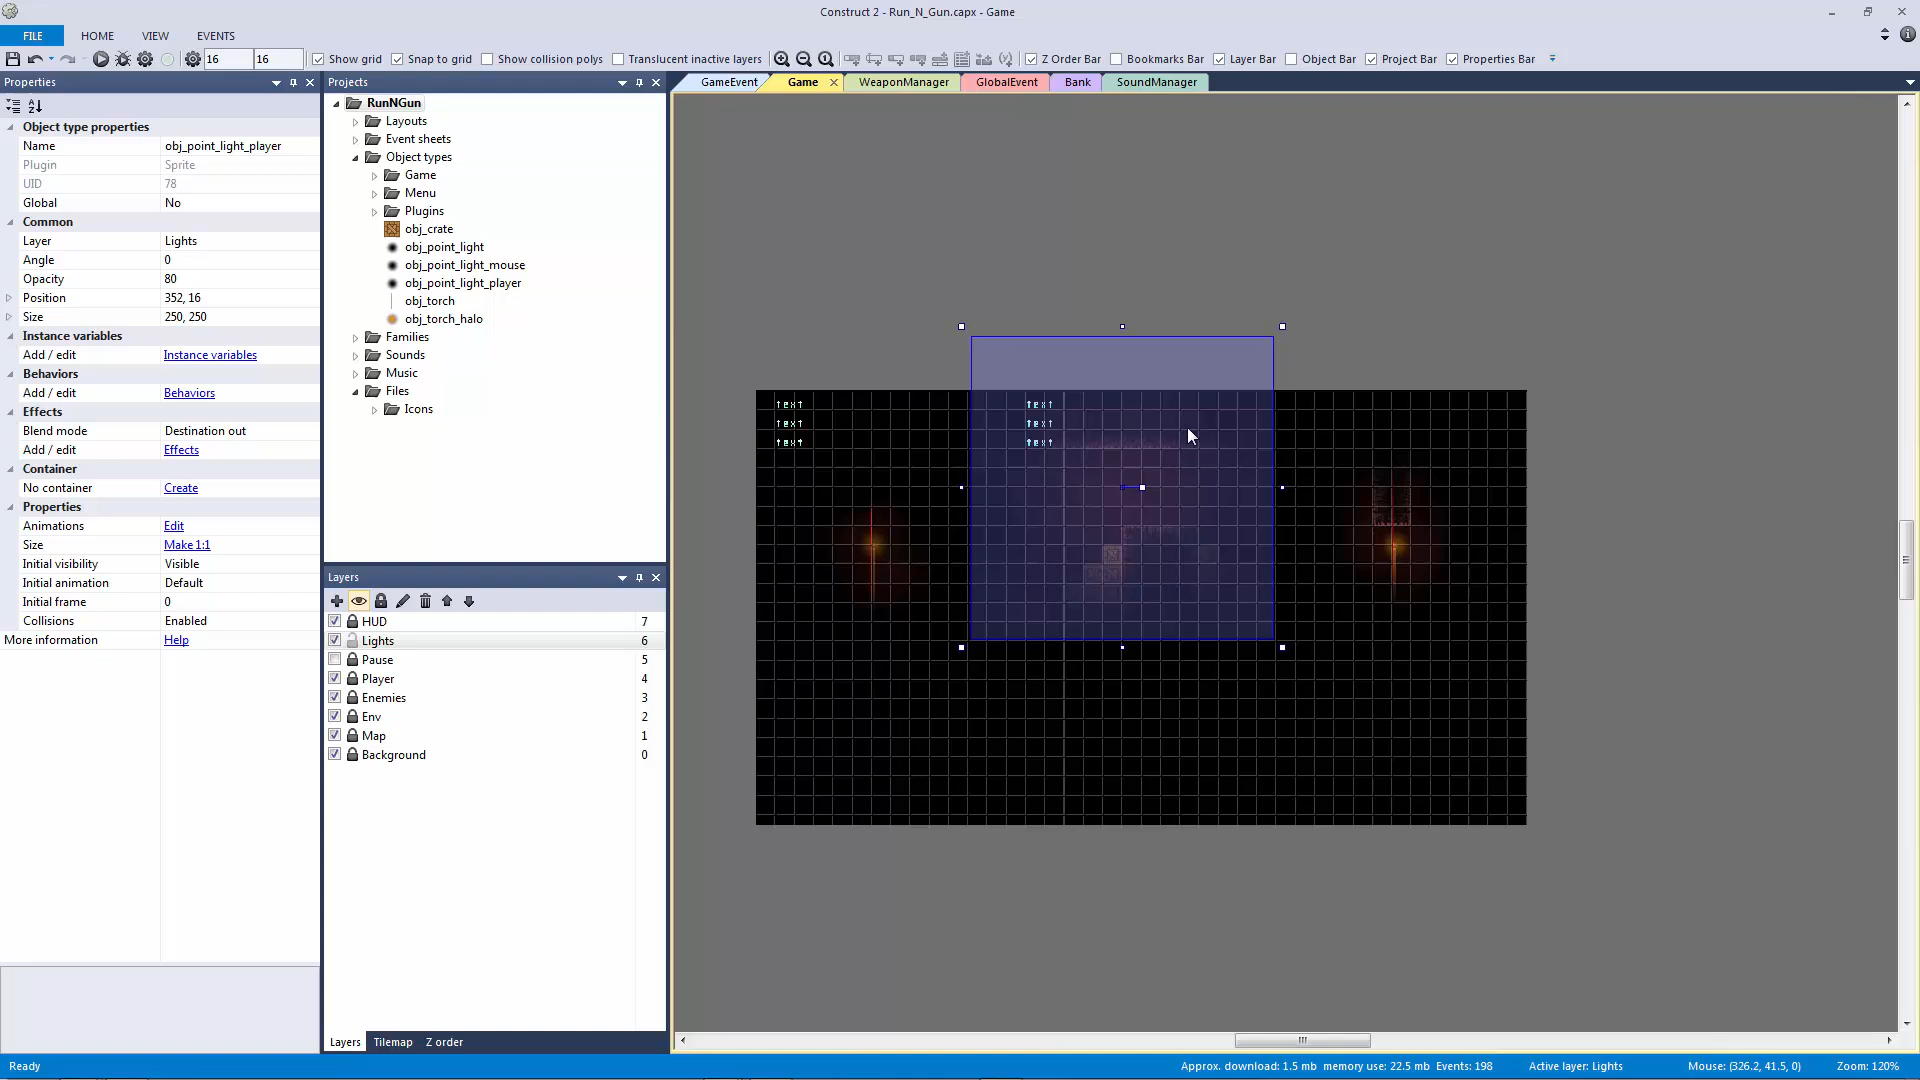 Construct 2 - Run_N_Gun.capx - Game
FILE HOME VIEW EVENTS
16 16 Show grid Snap to grid Show collision polys Translucent inactive layers Z Order Bar Bookmarks Bar Layer Bar Object Bar Project Bar Properties Bar
Properties
Object type properties
Name obj_point_light_player
Plugin Sprite
UID 78
Global No
Common
Layer Lights
Angle 0
Opacity 80
Position 352, 16
Size 250, 250
Instance variables
Add / edit Instance variables
Behaviors
Add / edit Behaviors
Effects
Blend mode Destination out
Add / edit Effects
Container
No container Create
Properties
Animations Edit
Size Make 1:1
Initial visibility Visible
Initial animation Default
Initial frame 0
Collisions Enabled
More information Help
Projects
RunNGun
Layouts
Event sheets
Object types
Game
Menu
Plugins
obj_crate
obj_point_light
obj_point_light_mouse
obj_point_light_player
obj_torch
obj_torch_halo
Families
Sounds
Music
Files
Icons
Layers
HUD 7
Lights 6
Pause 5
Player 4
Enemies 3
Env 2
Map 1
Background 0
Layers Tilemap Z order
GameEvent Game WeaponManager GlobalEvent Bank SoundManager
text text
text text
text text
Ready Approx. download: 1.5 mb memory use: 22.5 mb Events: 198 Active layer: Lights Mouse: (326.2, 41.5, 0) Zoom: 120%